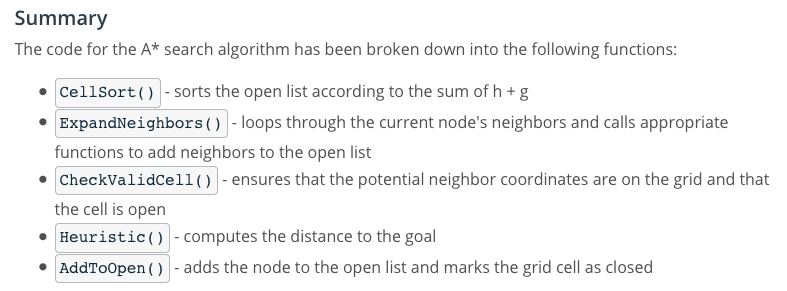 Summary
The code for the A* search algorithm has been broken down into the following functions:
• CellSort() - sorts the open list according to the sum of h + g
• ExpandNeighbors() - loops through the current node's neighbors and calls appropriate
functions to add neighbors to the open list
• CheckValidCell() - ensures that the potential neighbor coordinates are on the grid and that
the cell is open
• Heuristic() - computes the distance to the goal
• AddToOpen() - adds the node to the open list and marks the grid cell as closed